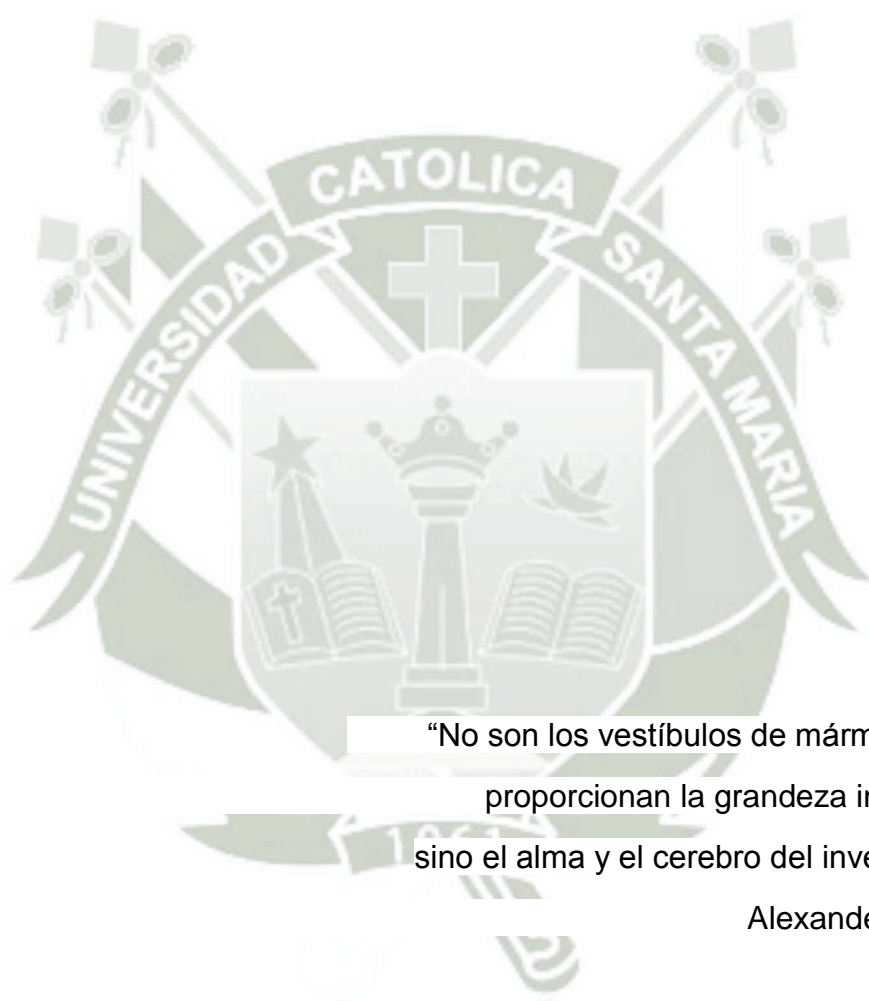 CATOLICA
UNIVERSIDAD
SANTA MARIA
“No son los vestíbulos de márm
proporcionan la grandeza in
sino el alma y el cerebro del inve
Alexande
1961